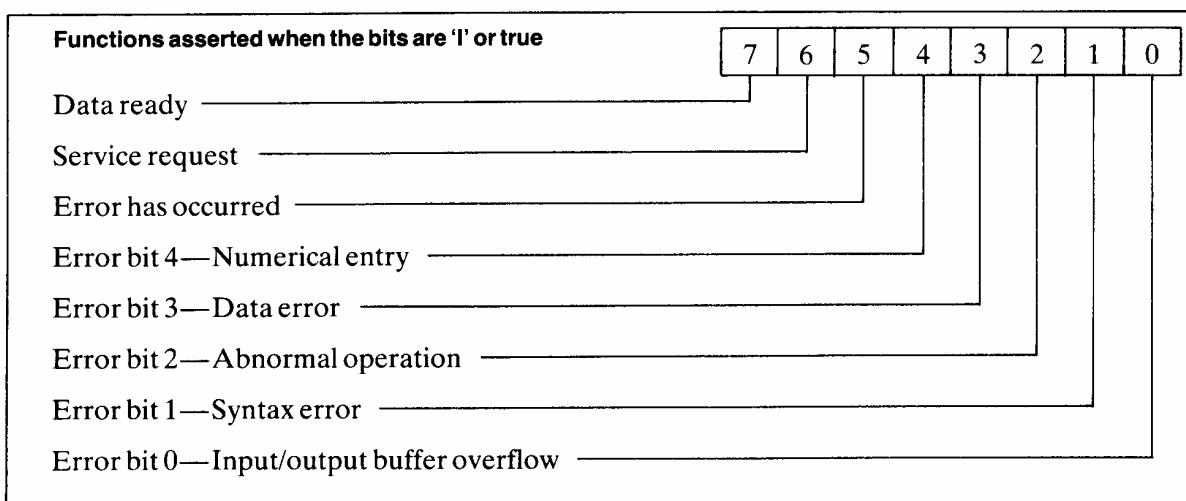 Functions asserted when the bits are 'I' or true
7 6 5 4 3 2 1 0
Data ready
Service request
Error has occurred
Error bit 4—Numerical entry
Error bit 3—Data error
Error bit 2—Abnormal operation
Error bit 1—Syntax error
Error bit 0—Input/output buffer overflow